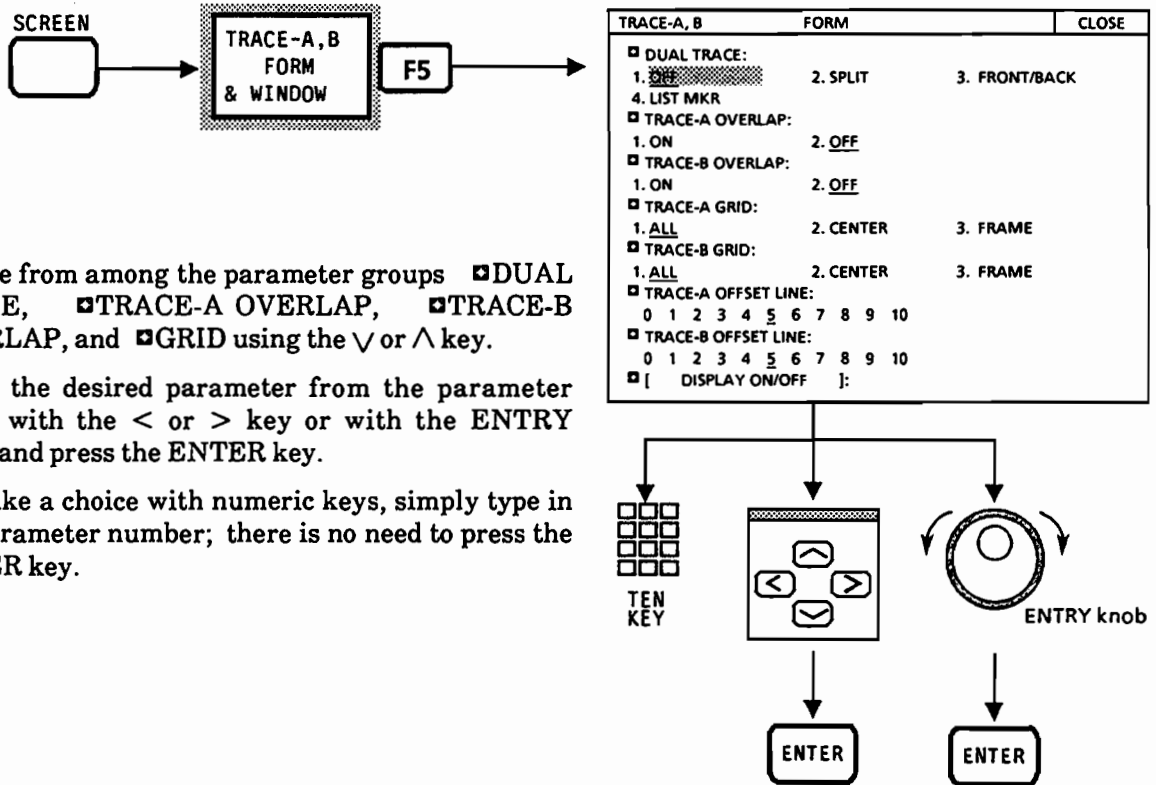 SCREEN
TRACE-A,B
FORM
& WINDOW
F5
TRACE-A, B FORM CLOSE
DUAL TRACE:
1. OFF 2. SPLIT 3. FRONT/BACK
4. LIST MKR
TRACE-A OVERLAP:
1. ON 2. OFF
TRACE-B OVERLAP:
1. ON 2. OFF
TRACE-A GRID:
1. ALL 2. CENTER 3. FRAME
TRACE-B GRID:
1. ALL 2. CENTER 3. FRAME
TRACE-A OFFSET LINE:
0 1 2 3 4 5 6 7 8 9 10
TRACE-B OFFSET LINE:
0 1 2 3 4 5 6 7 8 9 10
[ DISPLAY ON/OFF ]:
e from among the parameter groups ◘DUAL
E, ◘TRACE-A OVERLAP, ◘TRACE-B
RLAP, and ◘GRID using the ∨ or ∧ key.
the desired parameter from the parameter
with the < or > key or with the ENTRY
and press the ENTER key.
ake a choice with numeric keys, simply type in
rameter number; there is no need to press the
ER key.
TEN
KEY
ENTRY knob
ENTER
ENTER